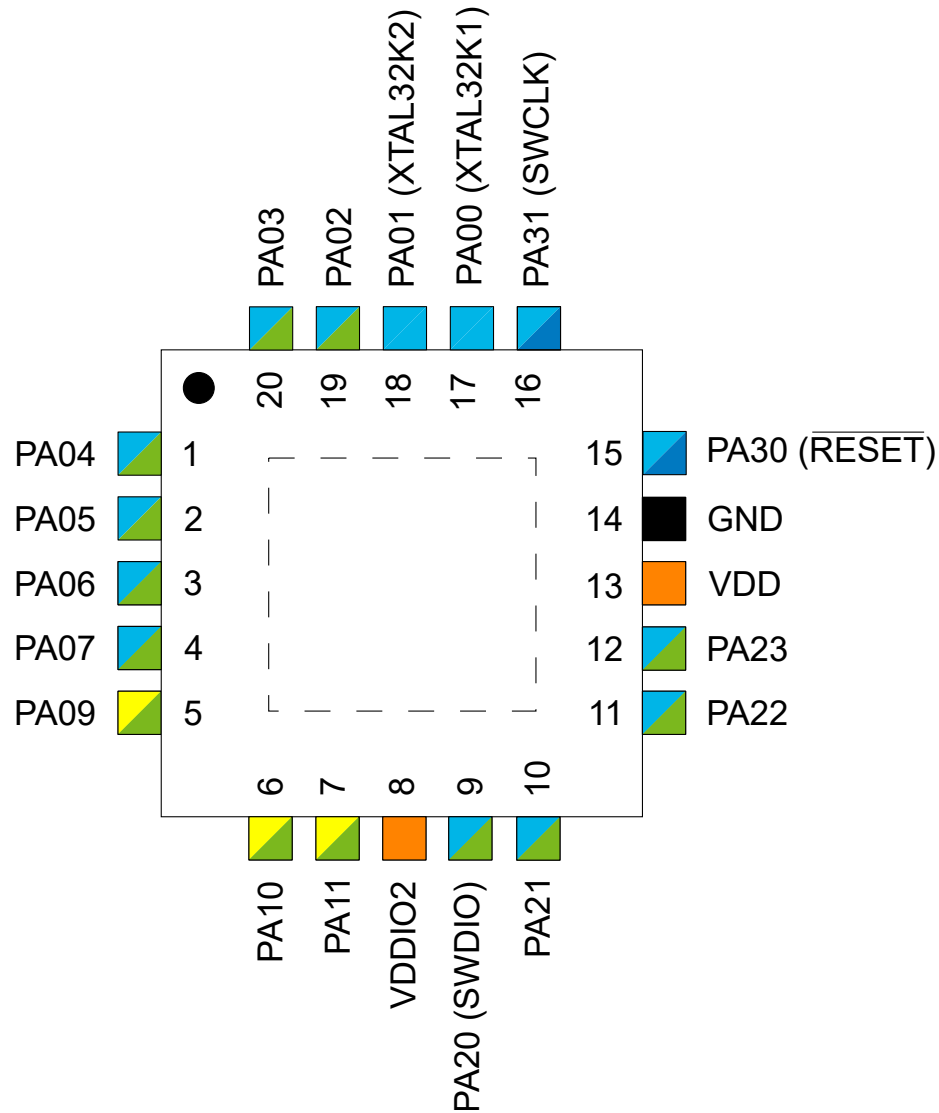 PA03
PA02
PA01 (XTAL32K2)
PA00 (XTAL32K1)
PA31 (SWCLK)
20
19
18
17
16
PA04
1
PA05
2
PA06
3
PA07
4
PA09
5
15
PA30 (RESET)
14
GND
13
VDD
12
PA23
11
PA22
6
7
8
9
10
PA10
PA11
VDDIO2
PA20 (SWDIO)
PA21